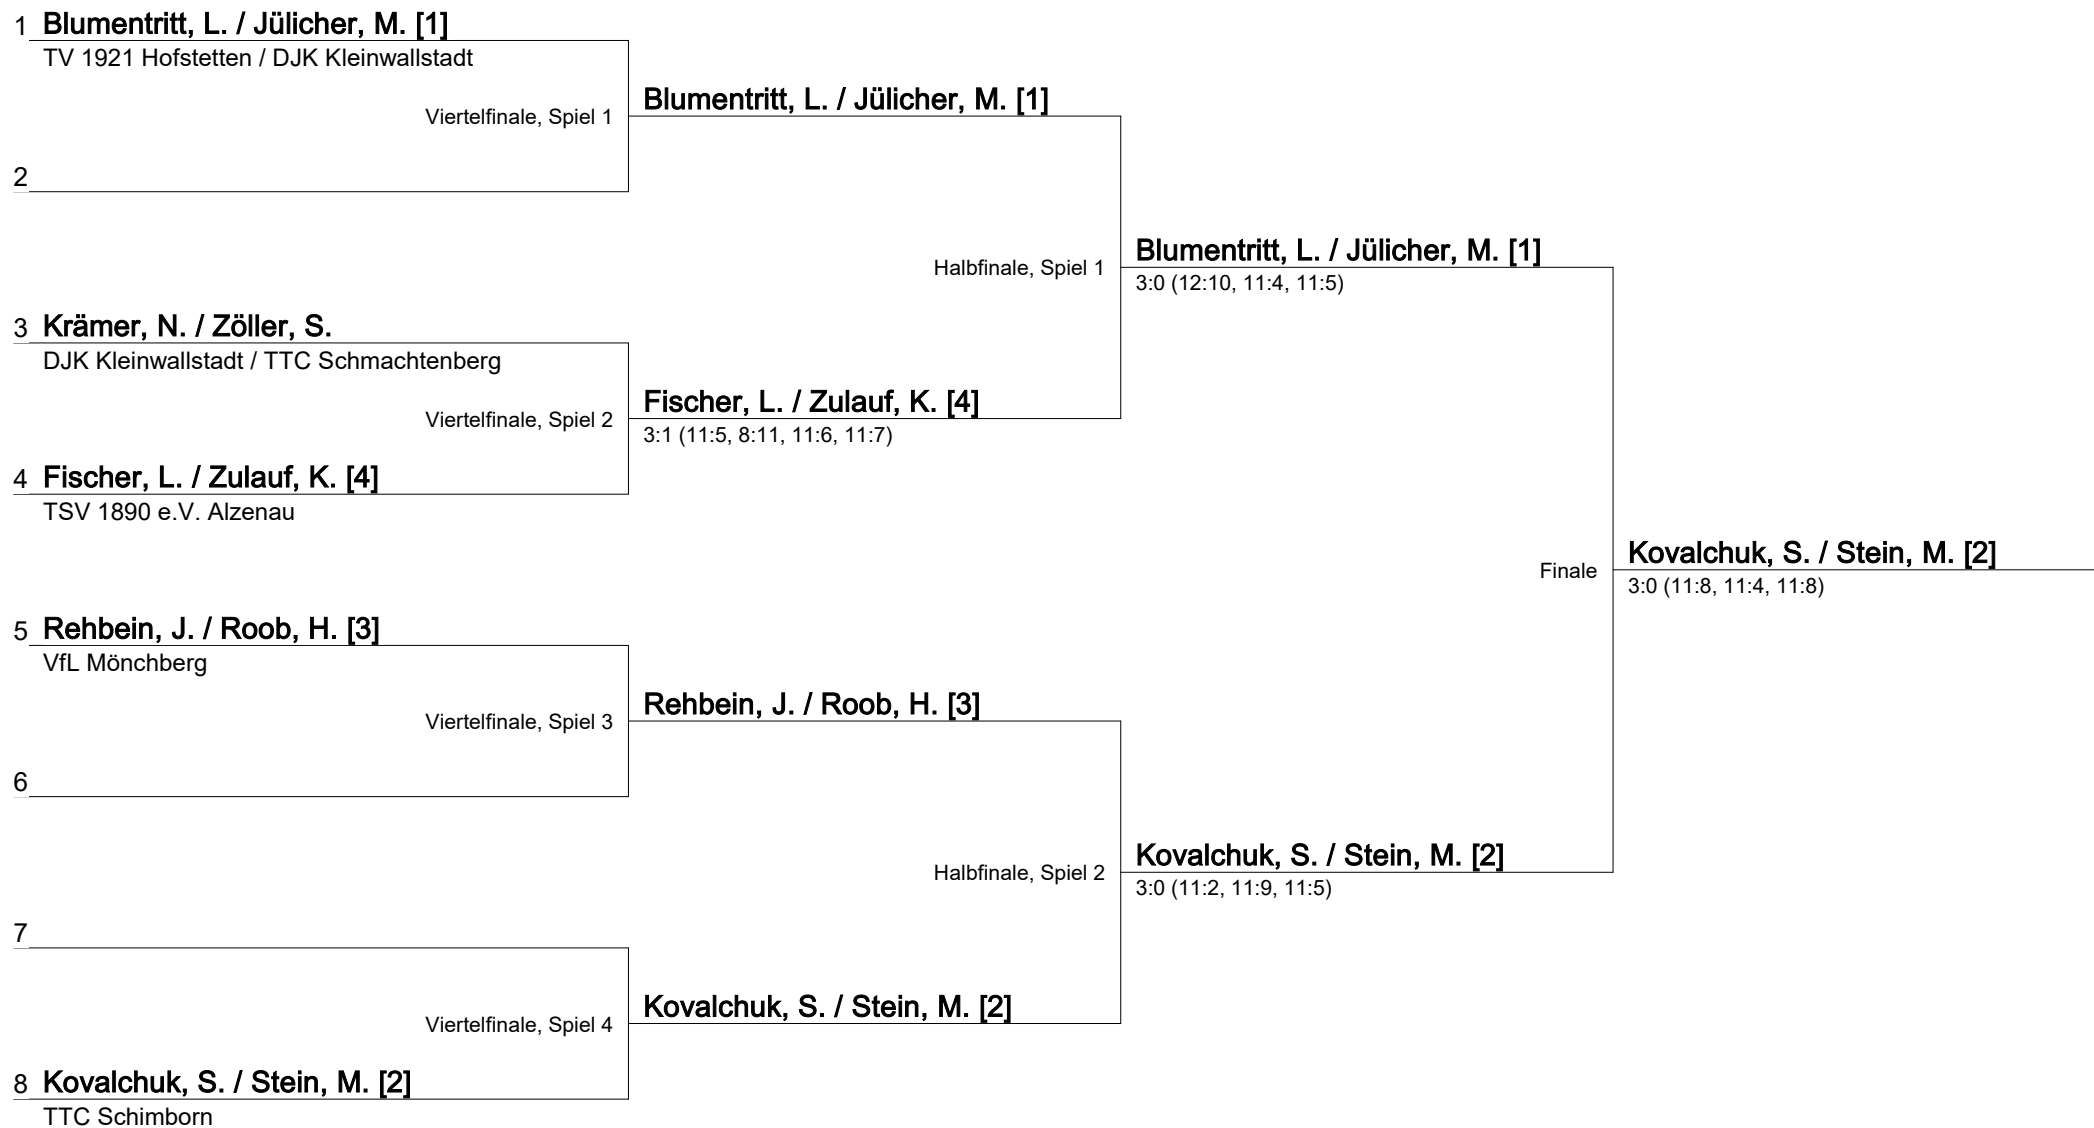 1 Blumentritt, L. / Jülicher, M. [1]
TV 1921 Hofstetten / DJK Kleinwallstadt
Viertelfinale, Spiel 1
Blumentritt, L. / Jülicher, M. [1]
2
Halbfinale, Spiel 1
Blumentritt, L. / Jülicher, M. [1]
3:0 (12:10, 11:4, 11:5)
3 Krämer, N. / Zöller, S.
DJK Kleinwallstadt / TTC Schmachtenberg
Viertelfinale, Spiel 2
Fischer, L. / Zulauf, K. [4]
3:1 (11:5, 8:11, 11:6, 11:7)
4 Fischer, L. / Zulauf, K. [4]
TSV 1890 e.V. Alzenau
Finale
Kovalchuk, S. / Stein, M. [2]
3:0 (11:8, 11:4, 11:8)
5 Rehbein, J. / Roob, H. [3]
VfL Mönchberg
Viertelfinale, Spiel 3
Rehbein, J. / Roob, H. [3]
6
Halbfinale, Spiel 2
Kovalchuk, S. / Stein, M. [2]
3:0 (11:2, 11:9, 11:5)
7
Viertelfinale, Spiel 4
Kovalchuk, S. / Stein, M. [2]
8 Kovalchuk, S. / Stein, M. [2]
TTC Schimborn